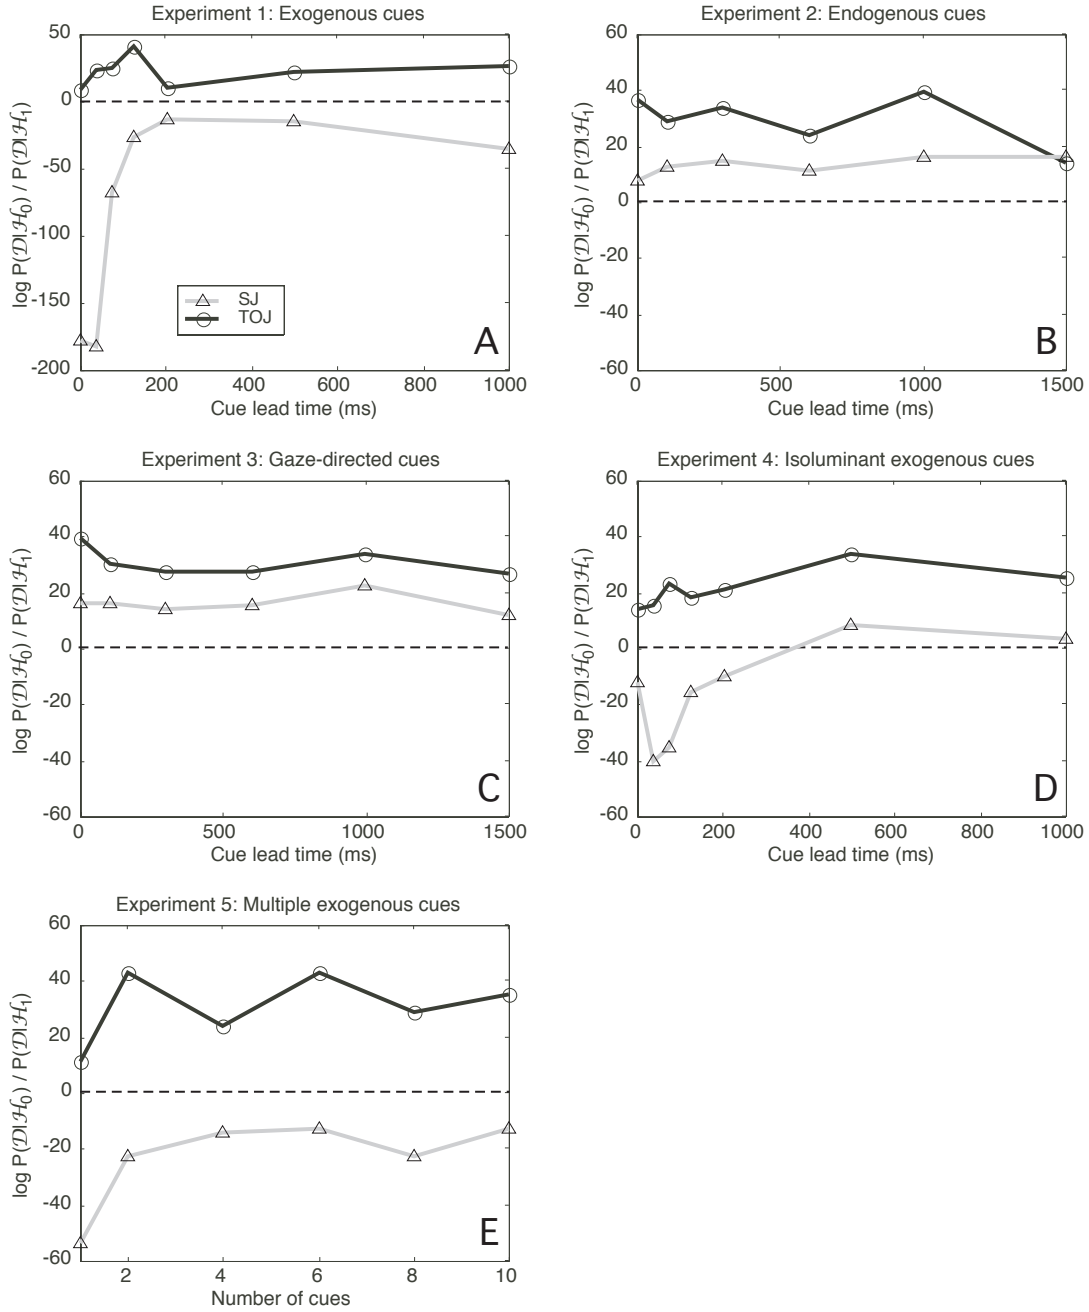 Experiment 1: Exogenous cues
50
0
-50
-100
-150
-200
log P(𝒟|ℋ₀) / P(𝒟|ℋ₁)
SJ
TOJ
A
0 200 400 600 800 1000
Cue lead time (ms)
Experiment 2: Endogenous cues
60
40
20
0
-20
-40
-60
log P(𝒟|ℋ₀) / P(𝒟|ℋ₁)
B
0 500 1000 1500
Cue lead time (ms)
Experiment 3: Gaze-directed cues
60
40
20
0
-20
-40
-60
log P(𝒟|ℋ₀) / P(𝒟|ℋ₁)
C
0 500 1000 1500
Cue lead time (ms)
Experiment 4: Isoluminant exogenous cues
60
40
20
0
-20
-40
-60
log P(𝒟|ℋ₀) / P(𝒟|ℋ₁)
D
0 200 400 600 800 1000
Cue lead time (ms)
Experiment 5: Multiple exogenous cues
60
40
20
0
-20
-40
-60
log P(𝒟|ℋ₀) / P(𝒟|ℋ₁)
E
2 4 6 8 10
Number of cues